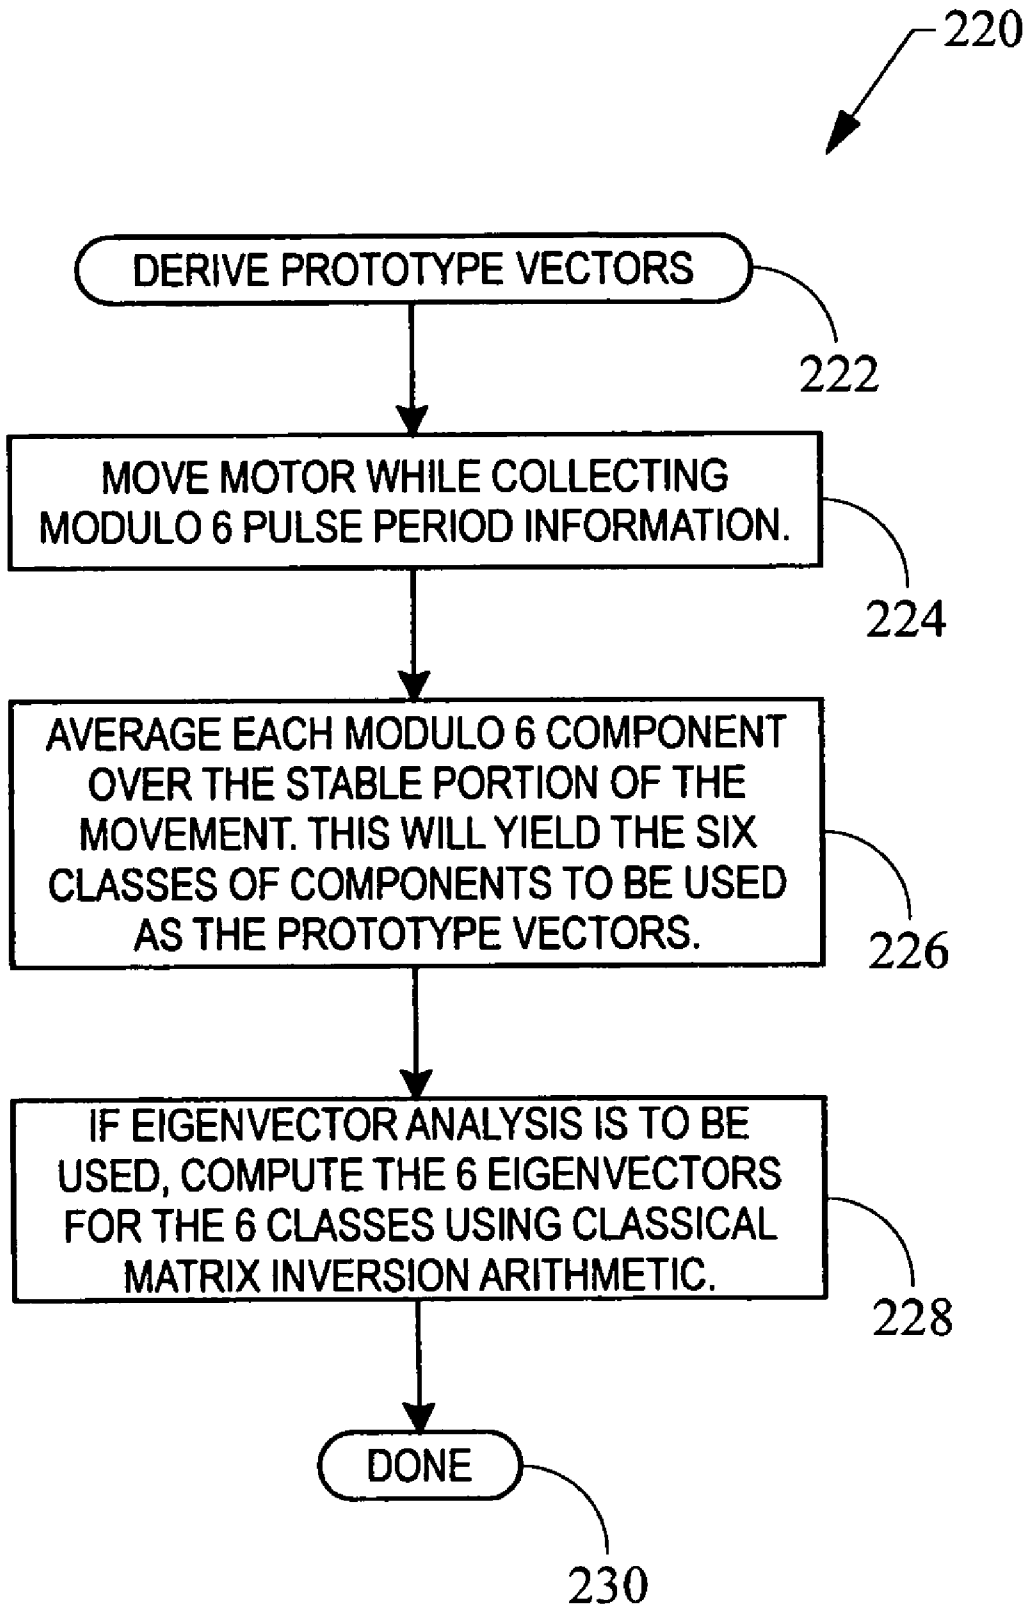 220
DERIVE PROTOTYPE VECTORS
222
MOVE MOTOR WHILE COLLECTING
MODULO 6 PULSE PERIOD INFORMATION.
224
AVERAGE EACH MODULO 6 COMPONENT
OVER THE STABLE PORTION OF THE
MOVEMENT. THIS WILL YIELD THE SIX
CLASSES OF COMPONENTS TO BE USED
AS THE PROTOTYPE VECTORS.
226
IF EIGENVECTOR ANALYSIS IS TO BE
USED, COMPUTE THE 6 EIGENVECTORS
FOR THE 6 CLASSES USING CLASSICAL
MATRIX INVERSION ARITHMETIC.
228
DONE
230